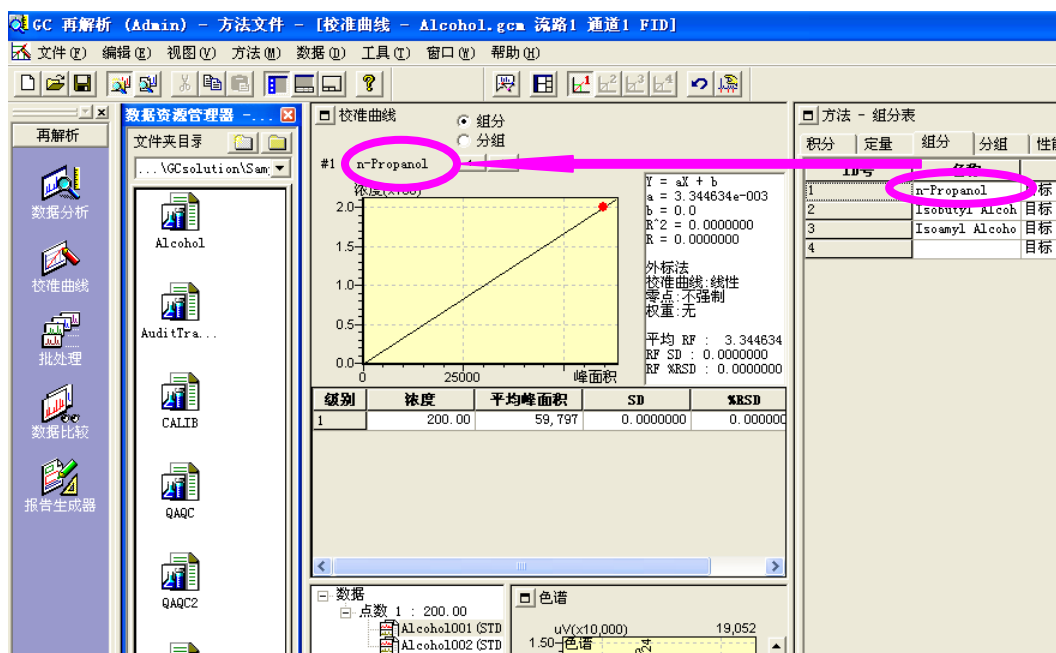 GC 再解析 (Admin) - 方法文件 - [校准曲线 - Alcohol.gcm 流路1 通道1 FID]
文件(F) 编辑(E) 视图(V) 方法(M) 数据(D) 工具(T) 窗口(W) 帮助(H)
再解析
数据分析
校准曲线
批处理
数据比较
报告生成器
数据资源管理器 -...
文件夹目录
...\GCsolution\Sam
Alcohol
AuditTra...
CALIB
QAQC
QAQC2
校准曲线
组分
分组
#1 n-Propanol
浓度(x100)
2.0
1.5
1.0
0.5
0.0
0 25000 峰面积
Y = aX + b
a = 3.344634e-003
b = 0.0
R^2 = 0.0000000
R = 0.0000000
外标法
校准曲线:线性
零点:不强制
权重:无
平均 RF : 3.344634
RF SD : 0.0000000
RF %RSD : 0.0000000
级别 浓度 平均峰面积 SD %RSD
1 200.00 59,797 0.0000000 0.000000
数据
点数 1 : 200.00
Alcohol001 (STD
Alcohol002 (STD
色谱
uV(x10,000) 19,052
1.50 色谱
方法 - 组分表
积分 定量 组分 分组 性能
ID号 名称
1 n-Propanol 目标
2 Isobutyl Alcoh 目标
3 Isoamyl Alcoho 目标
4 目标